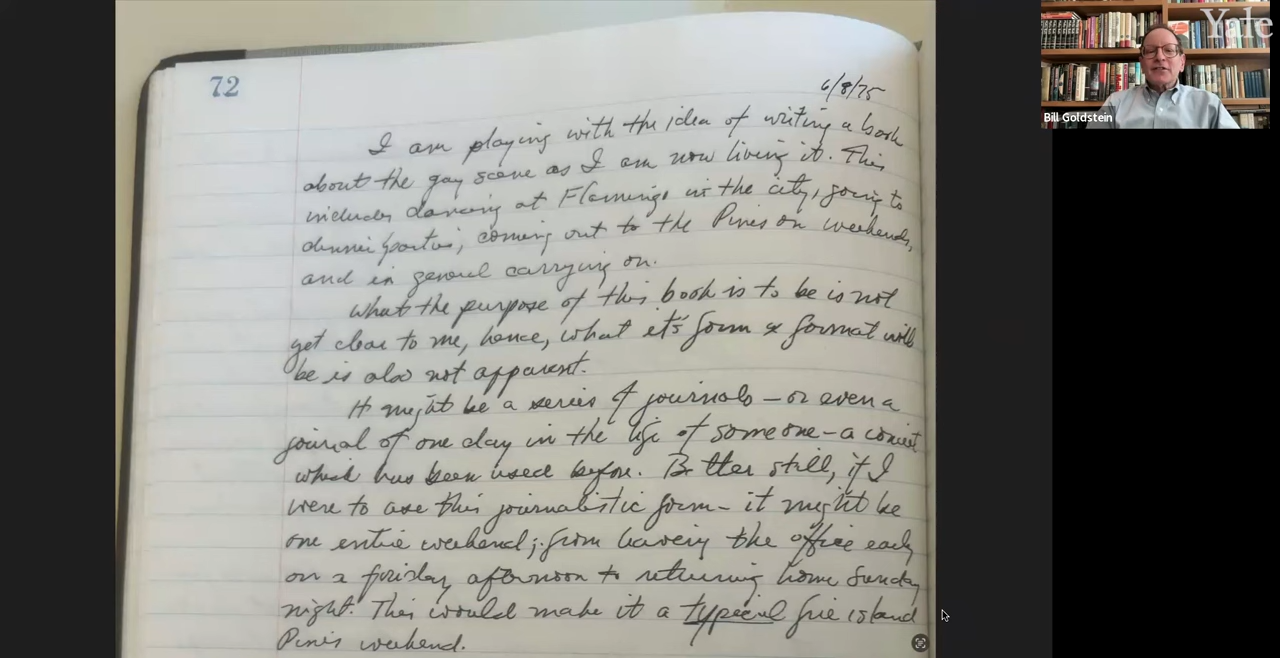 72
6/8/75
I am playing with the idea of writing a book
about the gay scene as I am now living it. This
includes dancing at Flamingo in the city, going to
dinner parties, coming out to the Pines on weekends,
and in general carrying on.
What the purpose of this book is to be is not
yet clear to me, hence, what it's form & format will
be is also not apparent.
It might be a series of journals — or even a
journal of one day in the life of someone — a conceit
which has been used before. Better still, if I
were to use this journalistic form — it might be
one entire weekend; from leaving the office early
on a friday afternoon to returning home Sunday
night. This would make it a typical fire island
Pines weekend.
Yale
Bill Goldstein